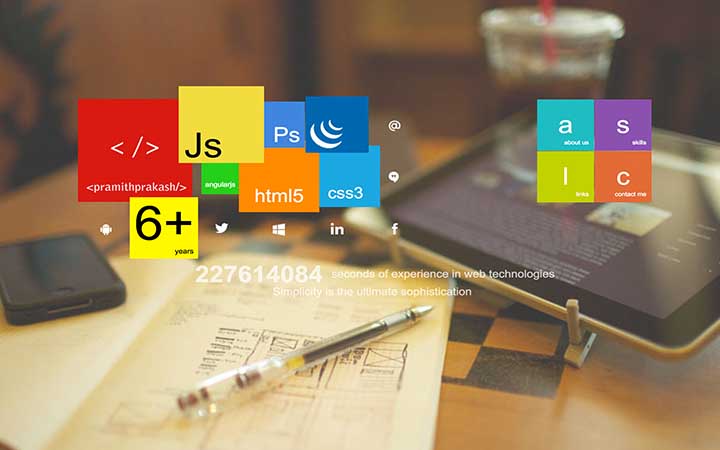 </>
<pramithprakash/>
Js
angularjs
Ps
html5
css3
@
6+
years
a
about us
s
skills
l
links
c
contact me
227614084 seconds of experience in web technologies
Simplicity is the ultimate sophistication